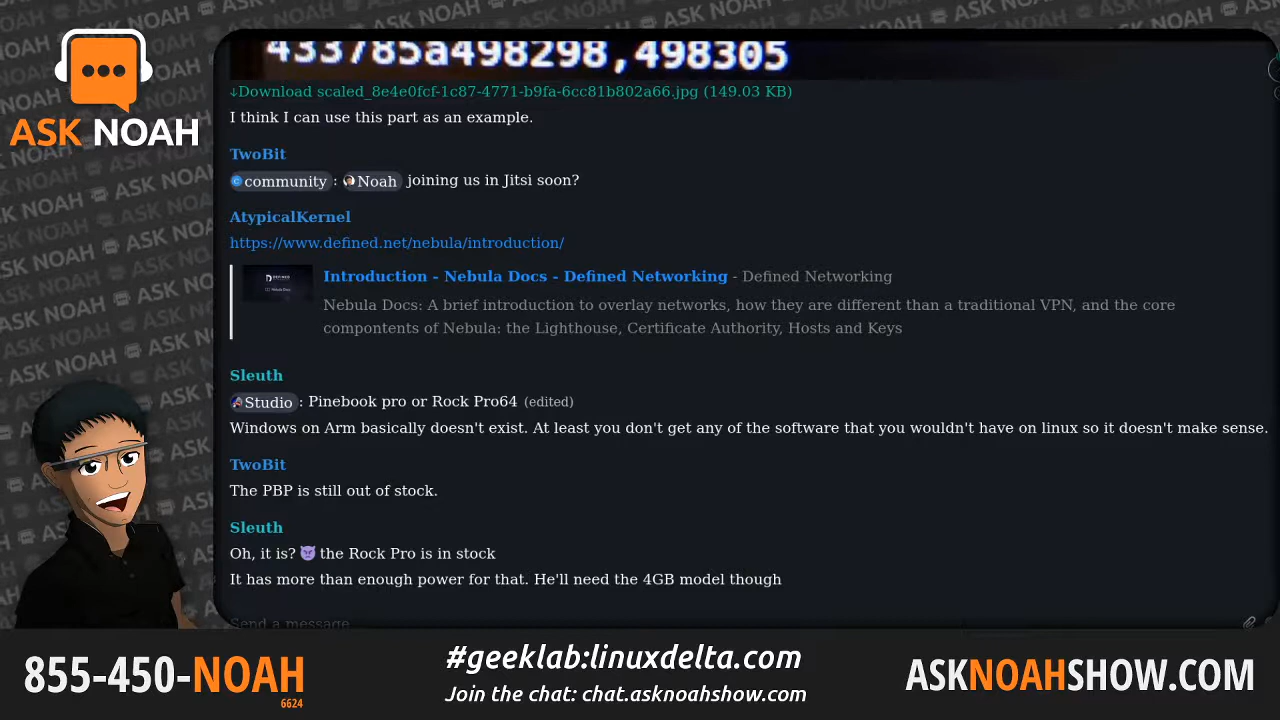 ASK NOAH
433785a498298,498305
↓Download scaled_8e4e0fcf-1c87-4771-b9fa-6cc81b802a66.jpg (149.03 KB)
I think I can use this part as an example.
TwoBit
community : Noah joining us in Jitsi soon?
AtypicalKernel
https://www.defined.net/nebula/introduction/
Introduction - Nebula Docs - Defined Networking - Defined Networking
Nebula Docs: A brief introduction to overlay networks, how they are different than a traditional VPN, and the core
compontents of Nebula: the Lighthouse, Certificate Authority, Hosts and Keys
Sleuth
Studio : Pinebook pro or Rock Pro64 (edited)
Windows on Arm basically doesn't exist. At least you don't get any of the software that you wouldn't have on linux so it doesn't make sense.
TwoBit
The PBP is still out of stock.
Sleuth
Oh, it is? 😈 the Rock Pro is in stock
It has more than enough power for that. He'll need the 4GB model though
Send a message
855-450-NOAH
6624
#geeklab:linuxdelta.com
Join the chat: chat.asknoahshow.com
ASKNOAHSHOW.COM